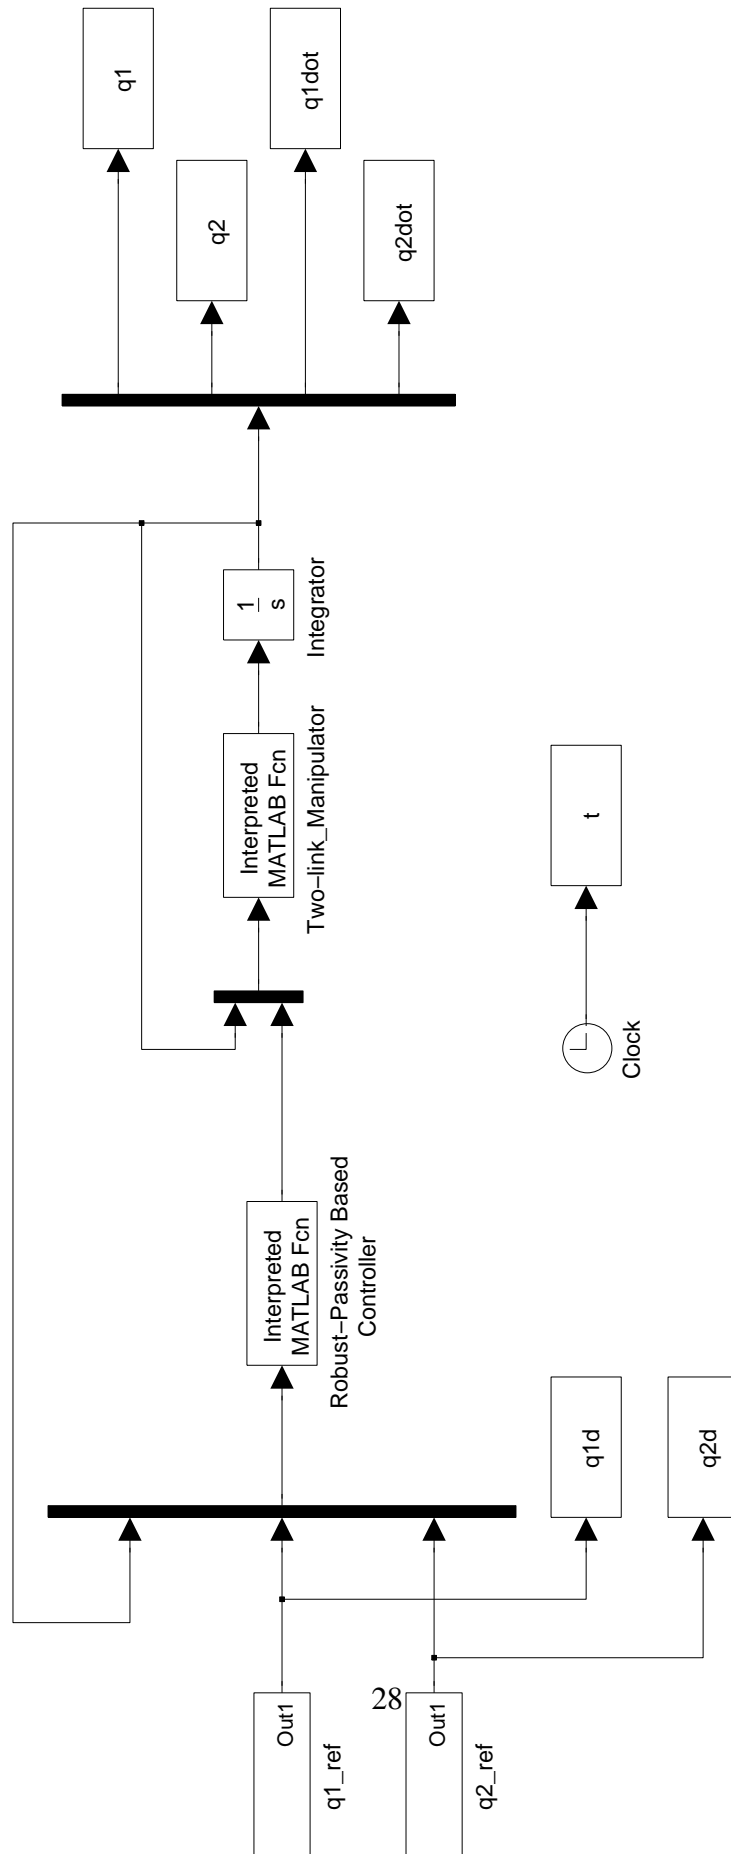 q1
q1dot
q2
q2dot
1
s
Integrator
Interpreted
MATLAB Fcn
Two−link_Manipulator
t
Clock
Interpreted
MATLAB Fcn
Robust−Passivity Based
Controller
q1d
q2d
Out1
q1_ref
28
Out1
q2_ref